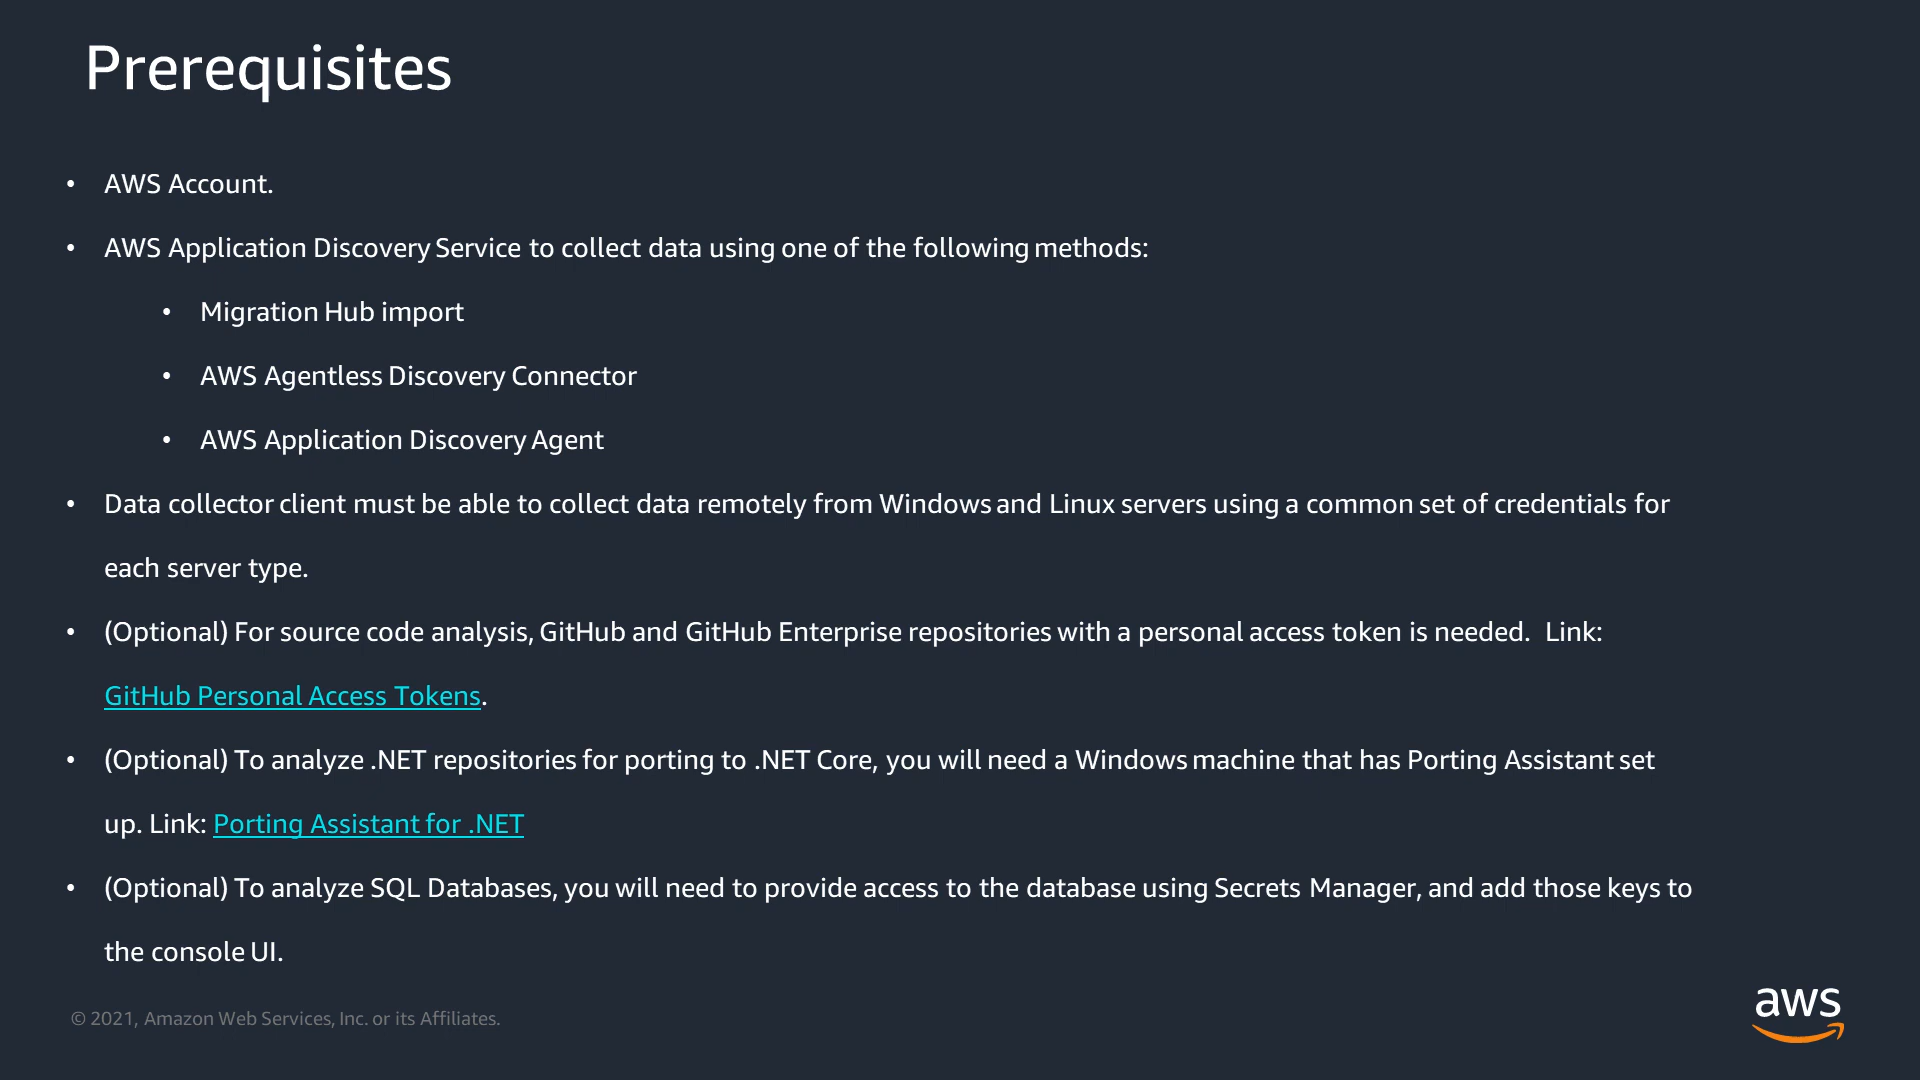 Prerequisites
• AWS Account.
• AWS Application Discovery Service to collect data using one of the following methods:
• Migration Hub import
• AWS Agentless Discovery Connector
• AWS Application Discovery Agent
• Data collector client must be able to collect data remotely from Windows and Linux servers using a common set of credentials for
each server type.
• (Optional) For source code analysis, GitHub and GitHub Enterprise repositories with a personal access token is needed.  Link:
GitHub Personal Access Tokens.
• (Optional) To analyze .NET repositories for porting to .NET Core, you will need a Windows machine that has Porting Assistant set
up. Link: Porting Assistant for .NET
• (Optional) To analyze SQL Databases, you will need to provide access to the database using Secrets Manager, and add those keys to
the console UI.
© 2021, Amazon Web Services, Inc. or its Affiliates.
aws